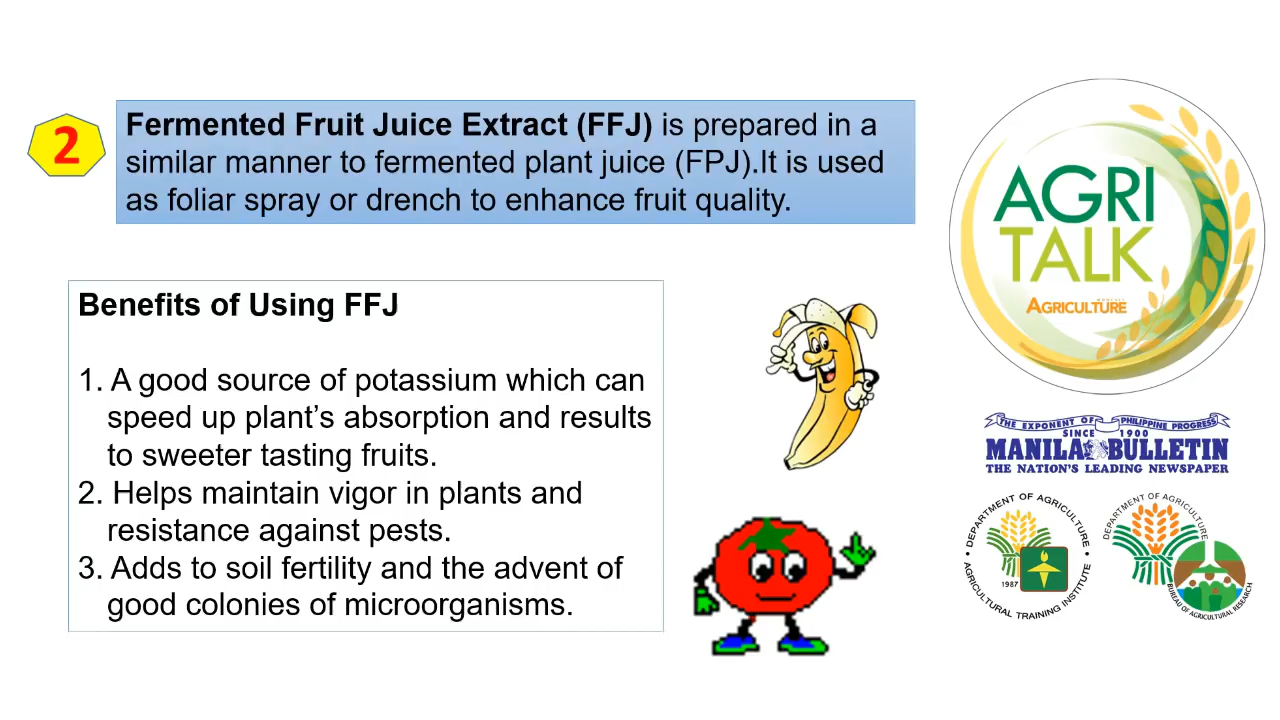 2
Fermented Fruit Juice Extract (FFJ) is prepared in a
similar manner to fermented plant juice (FPJ).It is used
as foliar spray or drench to enhance fruit quality.
Benefits of Using FFJ
1. A good source of potassium which can
speed up plant's absorption and results
to sweeter tasting fruits.
2. Helps maintain vigor in plants and
resistance against pests.
3. Adds to soil fertility and the advent of
good colonies of microorganisms.
AGRI
TALK
AGRICULTURE
THE EXPONENT OF PHILIPPINE PROGRESS
SINCE 1900
MANILA BULLETIN
THE NATION'S LEADING NEWSPAPER
DEPARTMENT OF AGRICULTURE
1987
AGRICULTURAL TRAINING INSTITUTE
DEPARTMENT OF AGRICULTURE
BUREAU OF AGRICULTURAL RESEARCH